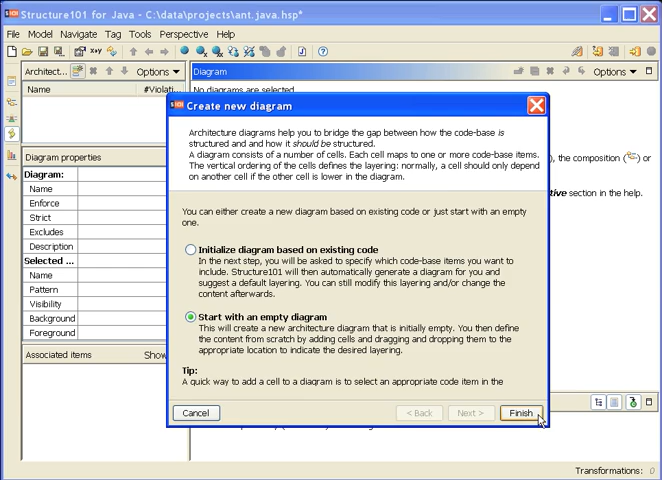 Structure101 for Java - C:\data\projects\ant.java.hsp*
File Model Navigate Tag Tools Perspective Help
Architect... Options
Diagram Options
Name #Violati...
No diagrams are selected
Create new diagram
Architecture diagrams help you to bridge the gap between how the code-base is
structured and and how it should be structured.
A diagram consists of a number of cells. Each cell maps to one or more code-base items.
The vertical ordering of the cells defines the layering: normally, a cell should only depend
on another cell if the other cell is lower in the diagram.
), the composition ( ) or
tive section in the help.
Diagram properties
Diagram:
Name
Enforce
Strict
Excludes
Description
Selected ...
Name
Pattern
Visibility
Background
Foreground
Associated items Show
You can either create a new diagram based on existing code or just start with an empty
one.
Initialize diagram based on existing code
In the next step, you will be asked to specify which code-base items you want to
include. Structure101 will then automatically generate a diagram for you and
suggest a default layering. You can still modify this layering and/or change the
content afterwards.
Start with an empty diagram
This will create a new architecture diagram that is initially empty. You then define
the content from scratch by adding cells and dragging and dropping them to the
appropriate location to indicate the desired layering.
Tip:
A quick way to add a cell to a diagram is to select an appropriate code item in the
Cancel < Back Next > Finish
Transformations: 0